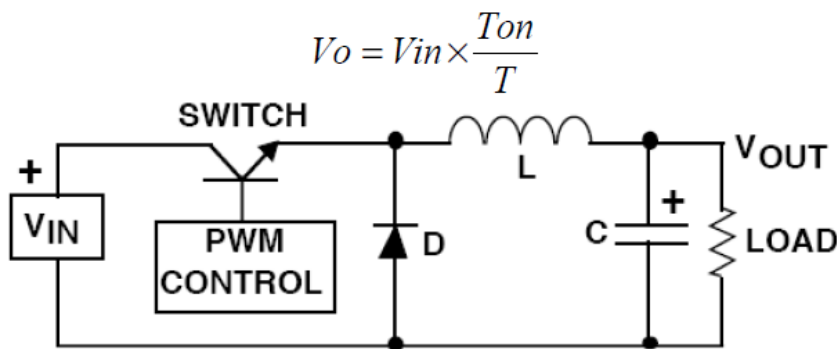 Vo = Vin × Ton / T
SWITCH
+
VIN
PWM
CONTROL
D
L
C
+
VOUT
LOAD